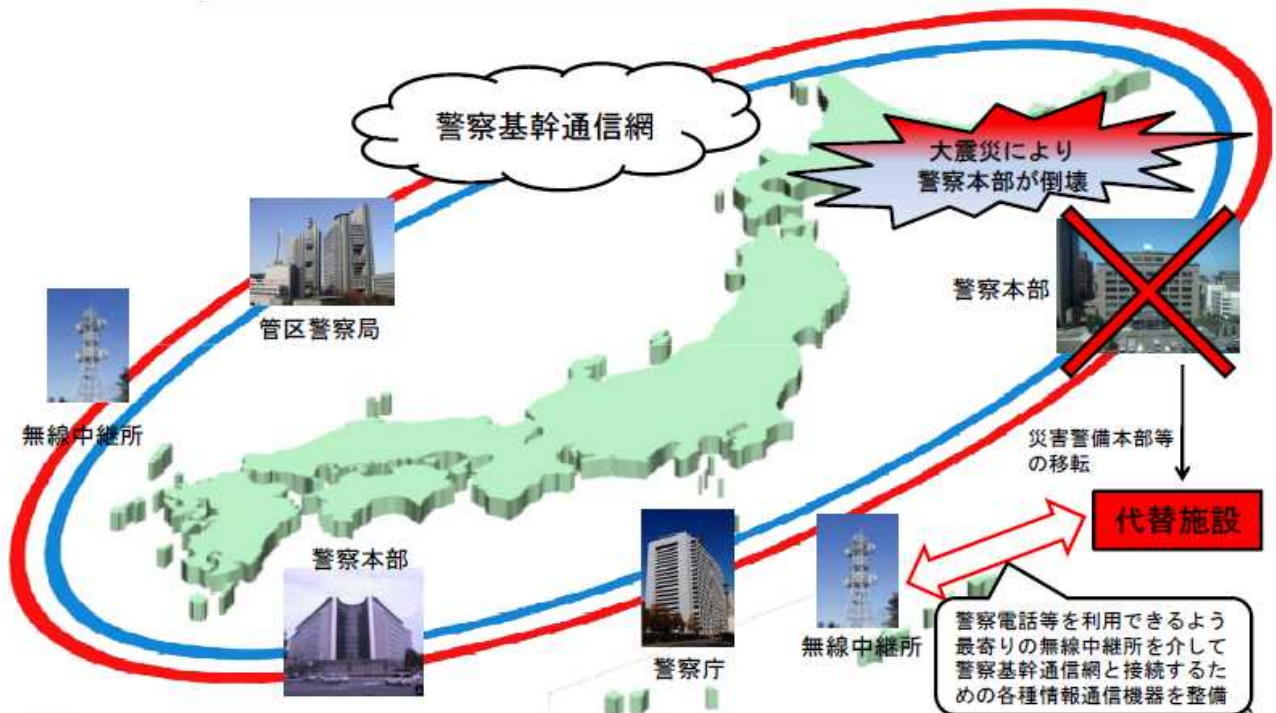 警察基幹通信網
大震災により
警察本部が倒壊
管区警察局
警察本部
無線中継所
災害警備本部等
の移転
代替施設
警察本部
警察庁
無線中継所
警察電話等を利用できるよう
最寄りの無線中継所を介して
警察基幹通信網と接続するた
めの各種情報通信機器を整備